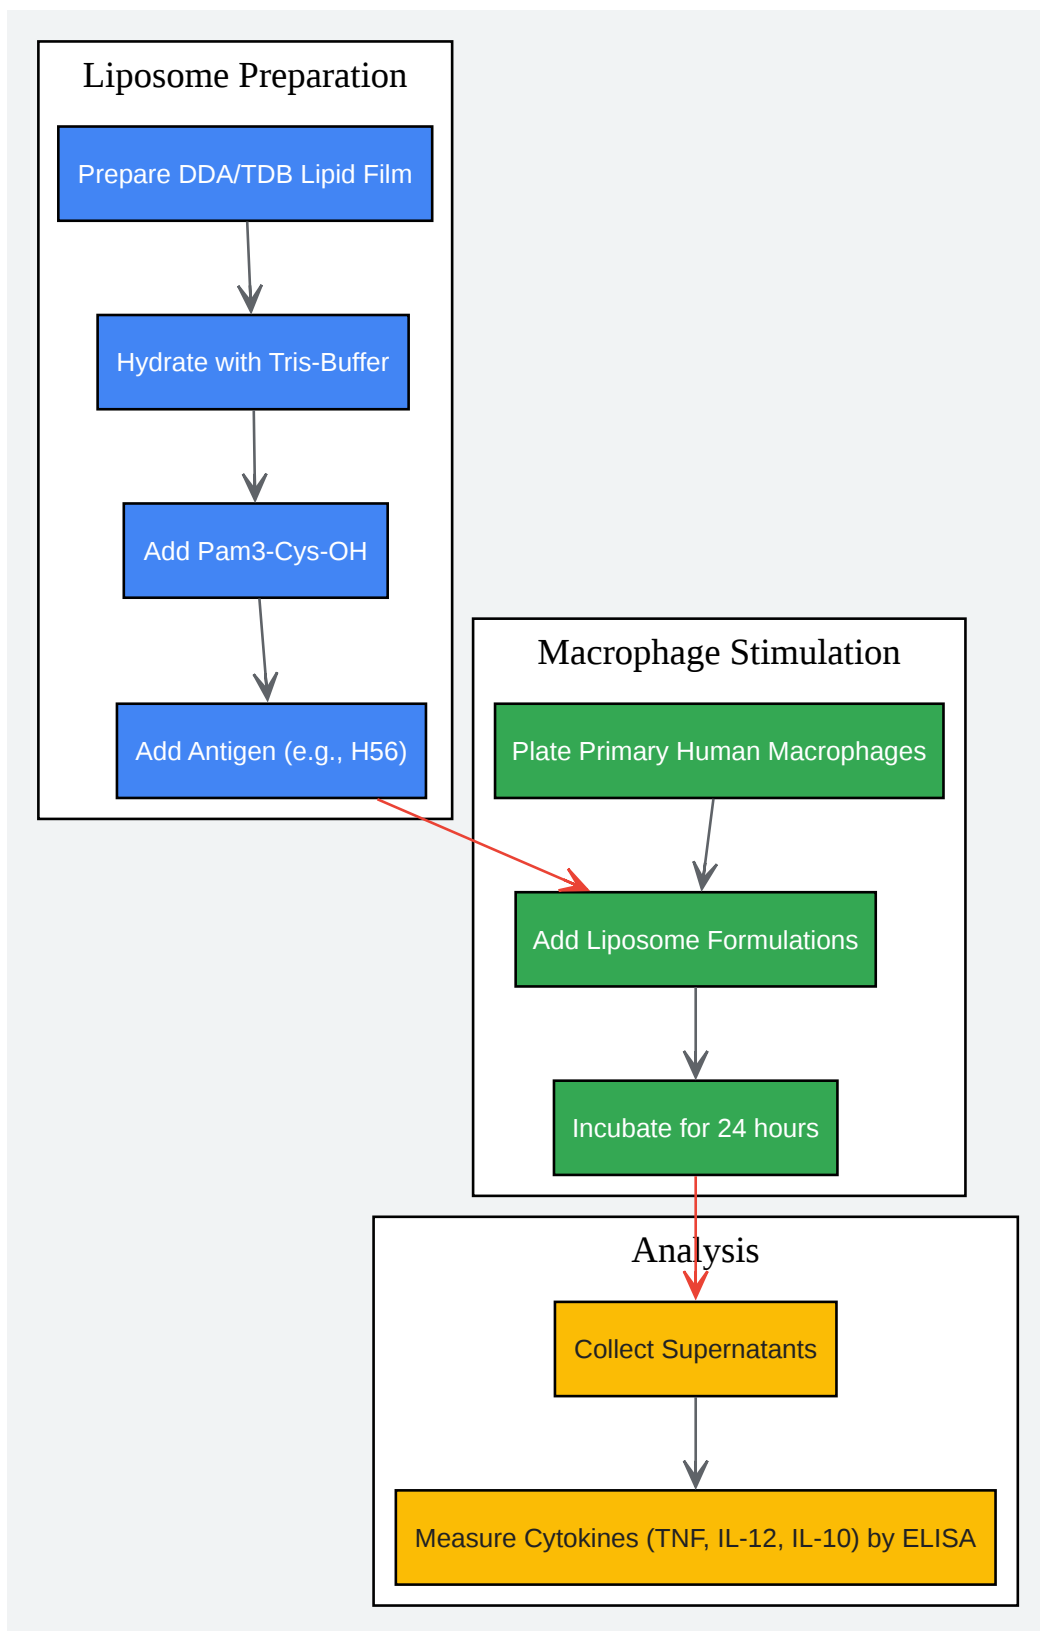 Liposome Preparation
Prepare DDA/TDB Lipid Film
Hydrate with Tris-Buffer
Add Pam3-Cys-OH
Add Antigen (e.g., H56)
Macrophage Stimulation
Plate Primary Human Macrophages
Add Liposome Formulations
Incubate for 24 hours
Analysis
Collect Supernatants
Measure Cytokines (TNF, IL-12, IL-10) by ELISA